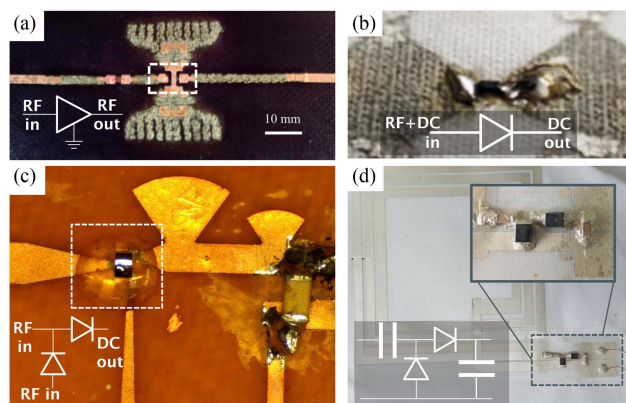 (a)
RF RF
in out
10 mm
(b)
RF+DC DC
in out
(c)
RF
in
DC
out
RF in
(d)